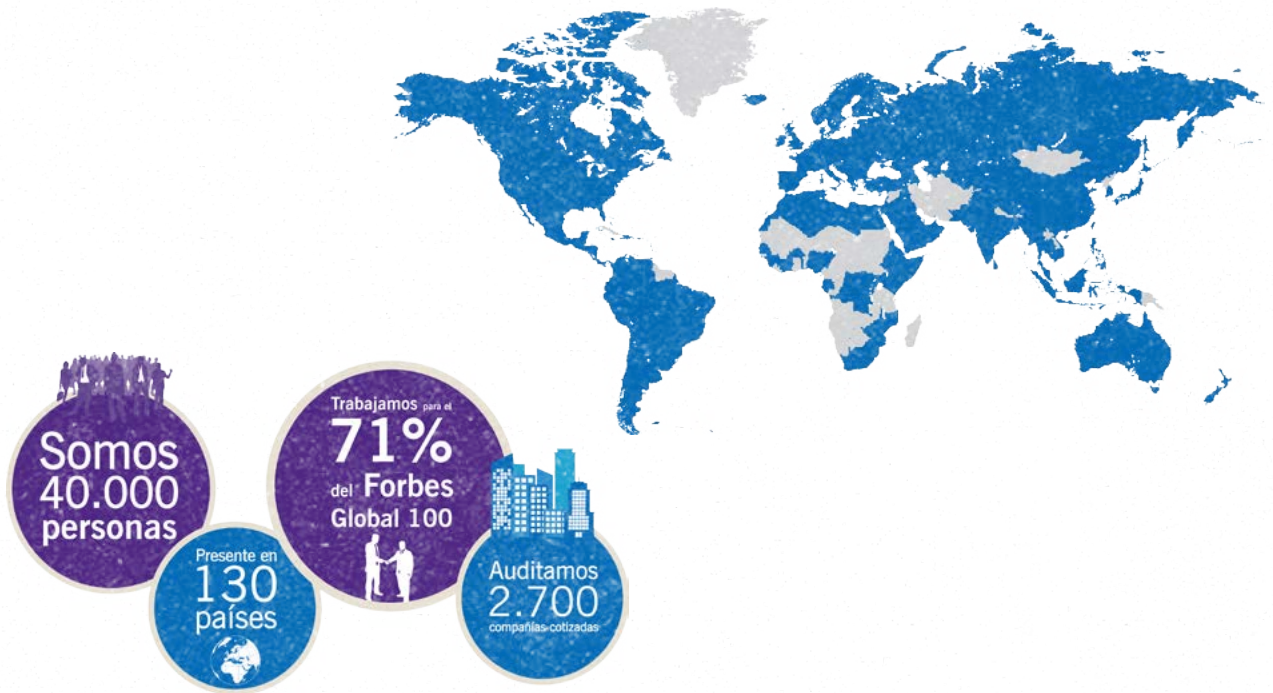 Somos
40.000
personas
Presente en
130
países
Trabajamos para el
71%
del Forbes
Global 100
Auditamos
2.700
compañías cotizadas